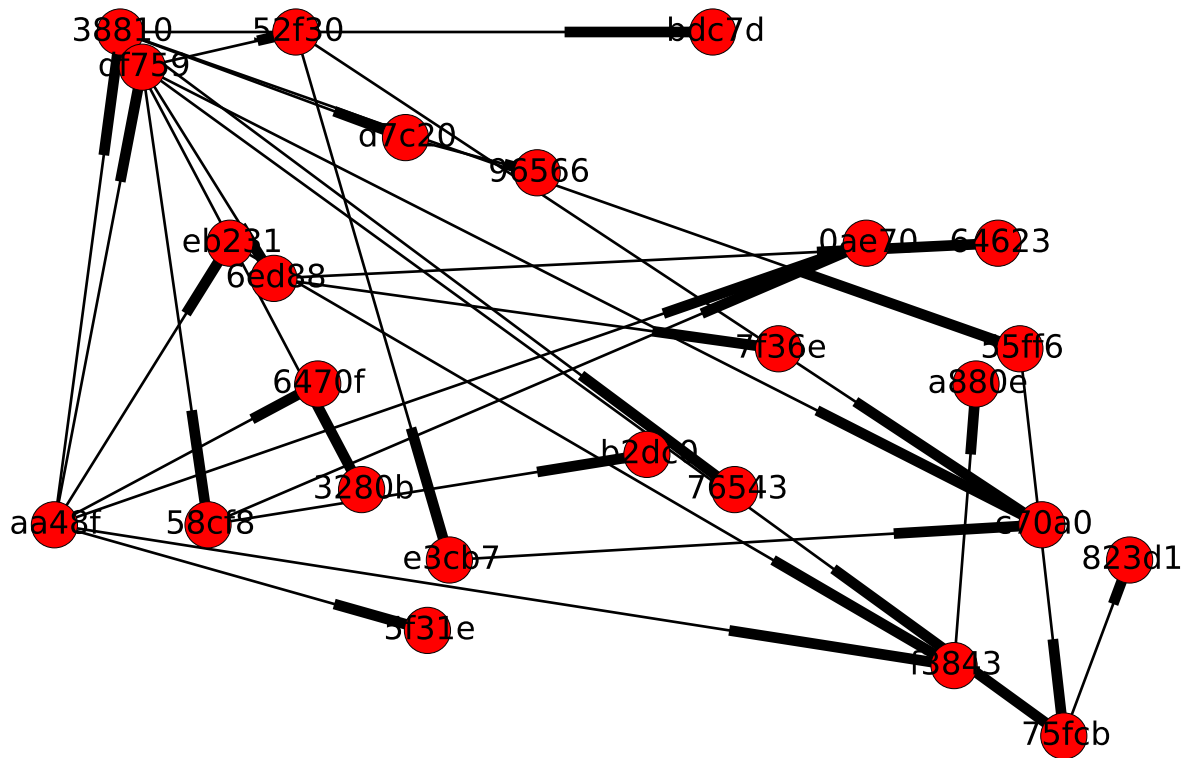 38810
52f30
bdc7d
df759
d7c20
96566
eb231
0ae70
64623
6ed88
7f36e
55ff6
6470f
a880e
b2dc0
3280b
76543
aa48f
58cf8
c70a0
e3cb7
823d1
5f31e
f3843
75fcb